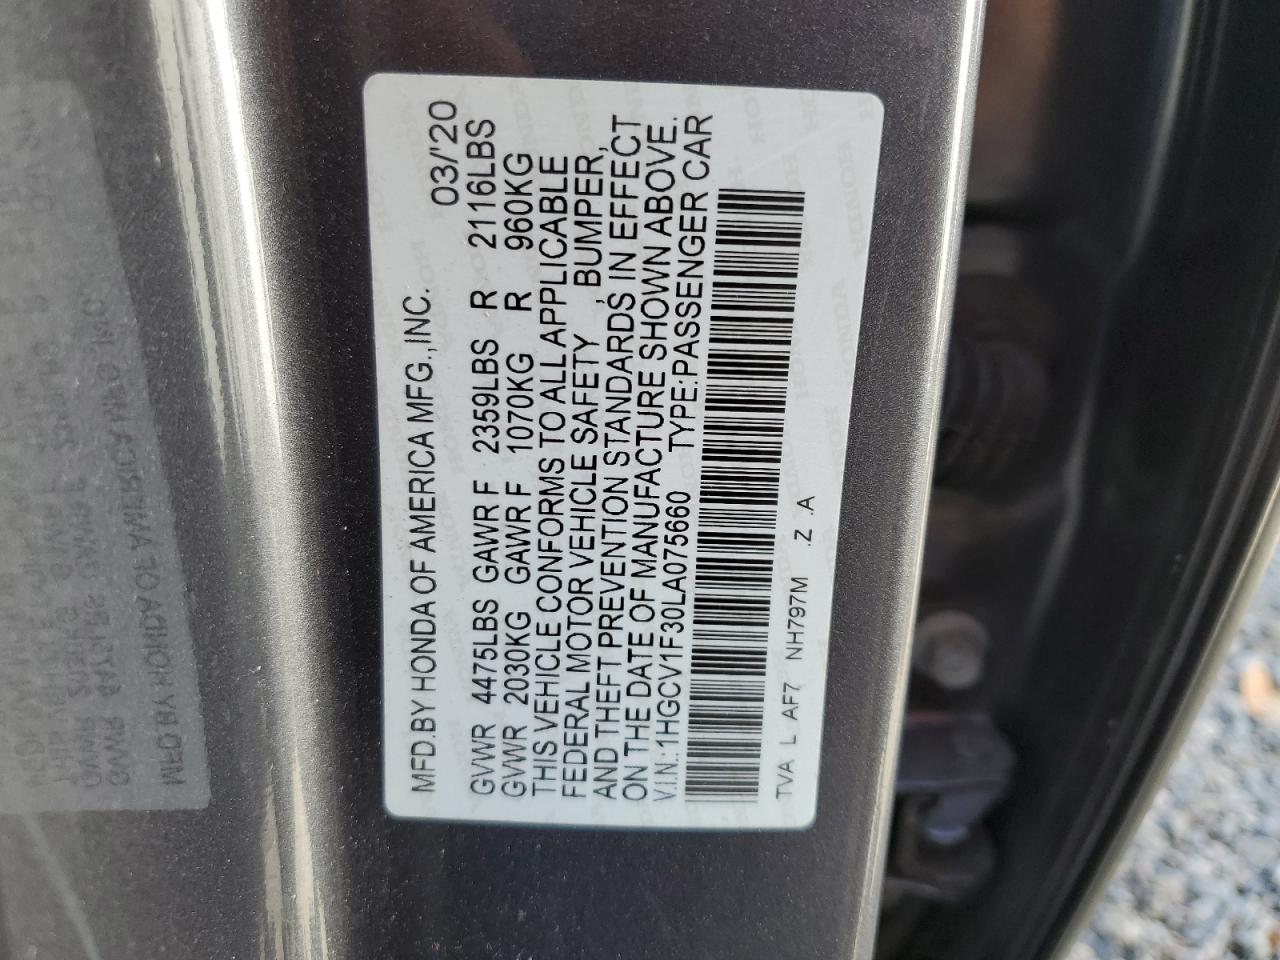 MFD.BY HONDA OF AMERICA MFG.,INC. 03/'20
GVWR 4475LBS GAWR F 2359LBS R 2116LBS
GVWR 2030KG GAWR F 1070KG R 960KG
THIS VEHICLE CONFORMS TO ALL APPLICABLE
FEDERAL MOTOR VEHICLE SAFETY , BUMPER,
AND THEFT PREVENTION STANDARDS IN EFFECT
ON THE DATE OF MANUFACTURE SHOWN ABOVE.
V.I.N.:1HGCV1F30LA075660 TYPE:PASSENGER CAR
TVA L AF7 NH797M .Z .A